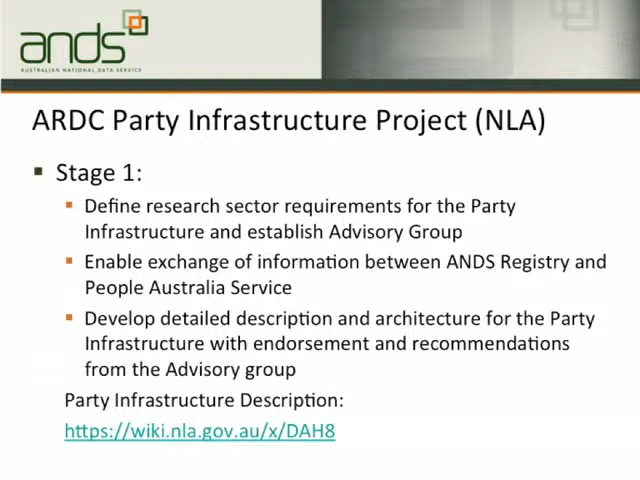 ands
AUSTRALIAN NATIONAL DATA SERVICE
ARDC Party Infrastructure Project (NLA)
Stage 1:
Define research sector requirements for the Party
Infrastructure and establish Advisory Group
Enable exchange of information between ANDS Registry and
People Australia Service
Develop detailed description and architecture for the Party
Infrastructure with endorsement and recommendations
from the Advisory group
Party Infrastructure Description:
https://wiki.nla.gov.au/x/DAH8